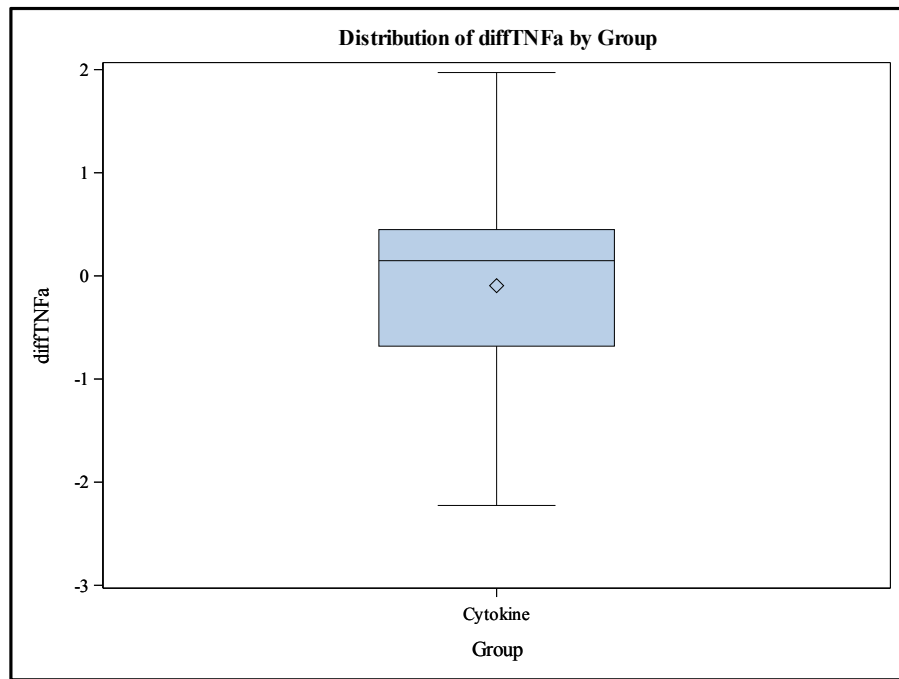 Distribution of diffTNFa by Group
2
1
0
-1
-2
-3
diffTNFa
Cytokine
Group